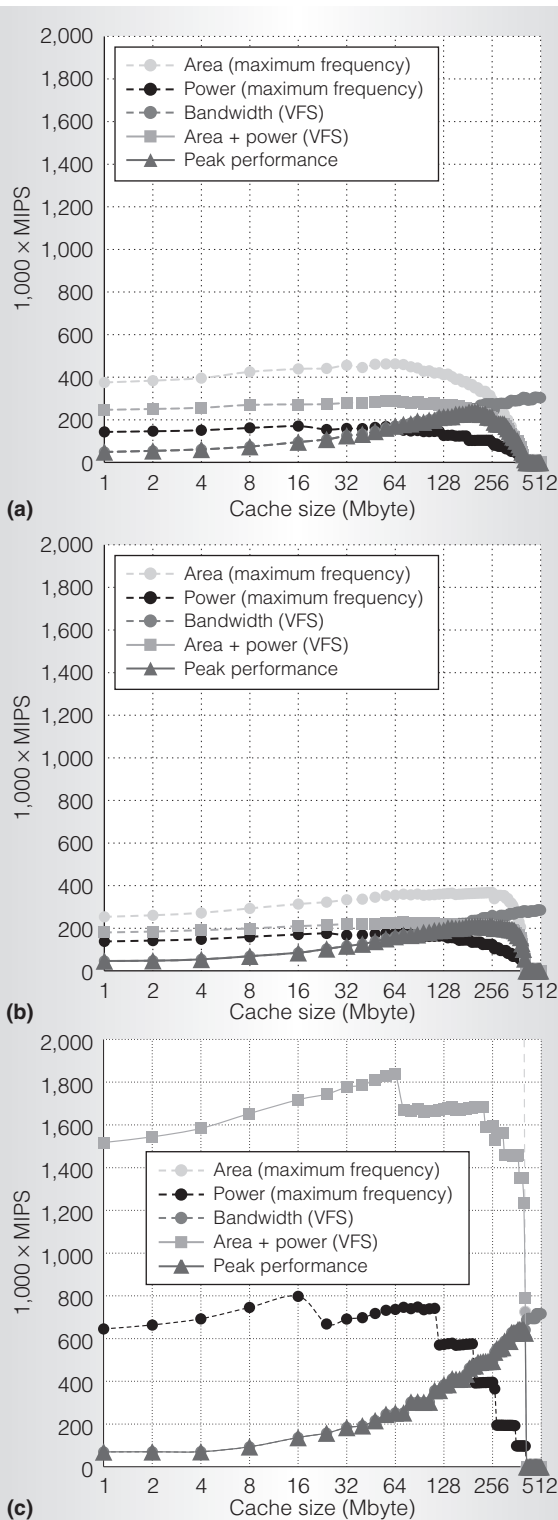 2,000
1,800
1,600
1,400
1,200
1,000
800
600
400
200
0
1,000 × MIPS
Area (maximum frequency)
Power (maximum frequency)
Bandwidth (VFS)
Area + power (VFS)
Peak performance
1 2 4 8 16 32 64 128 256 512
Cache size (Mbyte)
(a)
2,000
1,800
1,600
1,400
1,200
1,000
800
600
400
200
0
1,000 × MIPS
Area (maximum frequency)
Power (maximum frequency)
Bandwidth (VFS)
Area + power (VFS)
Peak performance
1 2 4 8 16 32 64 128 256 512
Cache size (Mbyte)
(b)
2,000
1,800
1,600
1,400
1,200
1,000
800
600
400
200
0
1,000 × MIPS
Area (maximum frequency)
Power (maximum frequency)
Bandwidth (VFS)
Area + power (VFS)
Peak performance
1 2 4 8 16 32 64 128 256 512
Cache size (Mbyte)
(c)